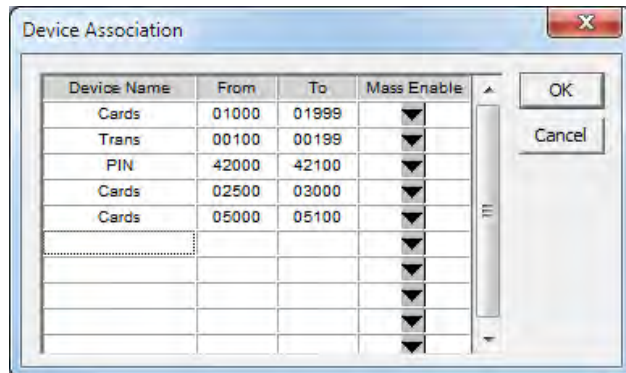 Device Association
Device Name From To Mass Enable
Cards 01000 01999
Trans 00100 00199
PIN 42000 42100
Cards 02500 03000
Cards 05000 05100
OK
Cancel